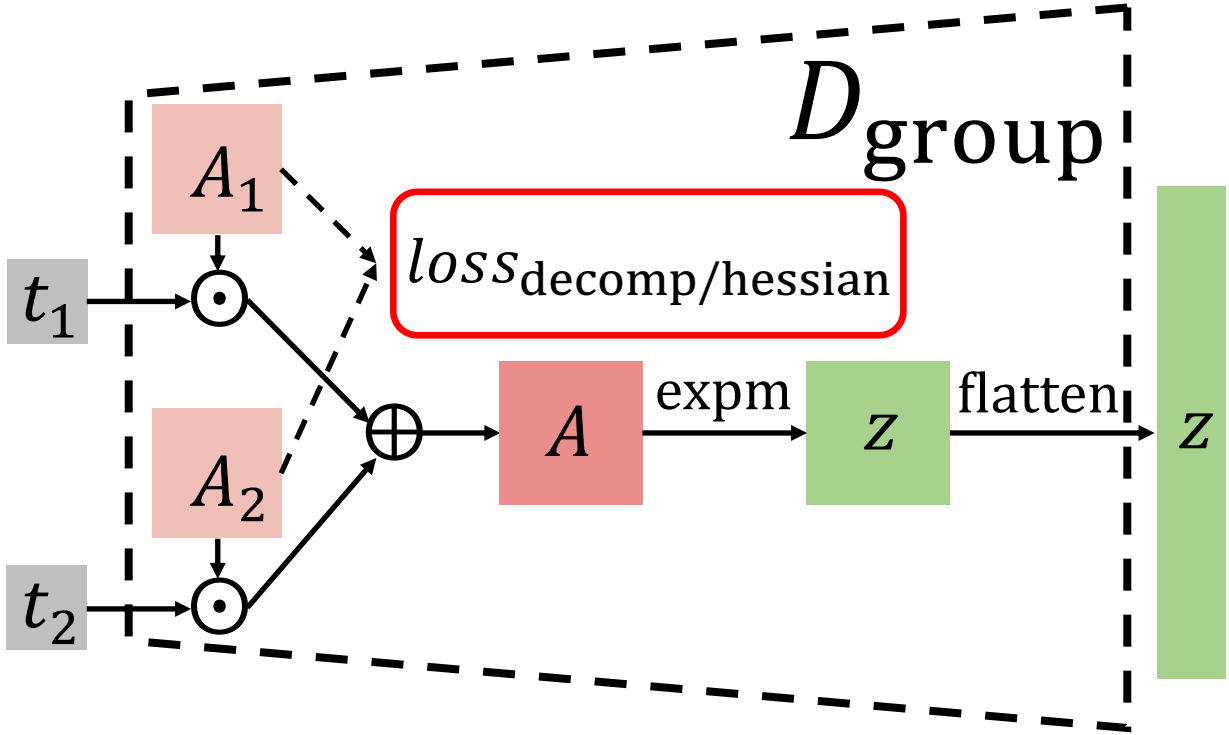 D_group
A_1
t_1
loss_decomp/hessian
A_2
t_2
A
expm
z
flatten
z